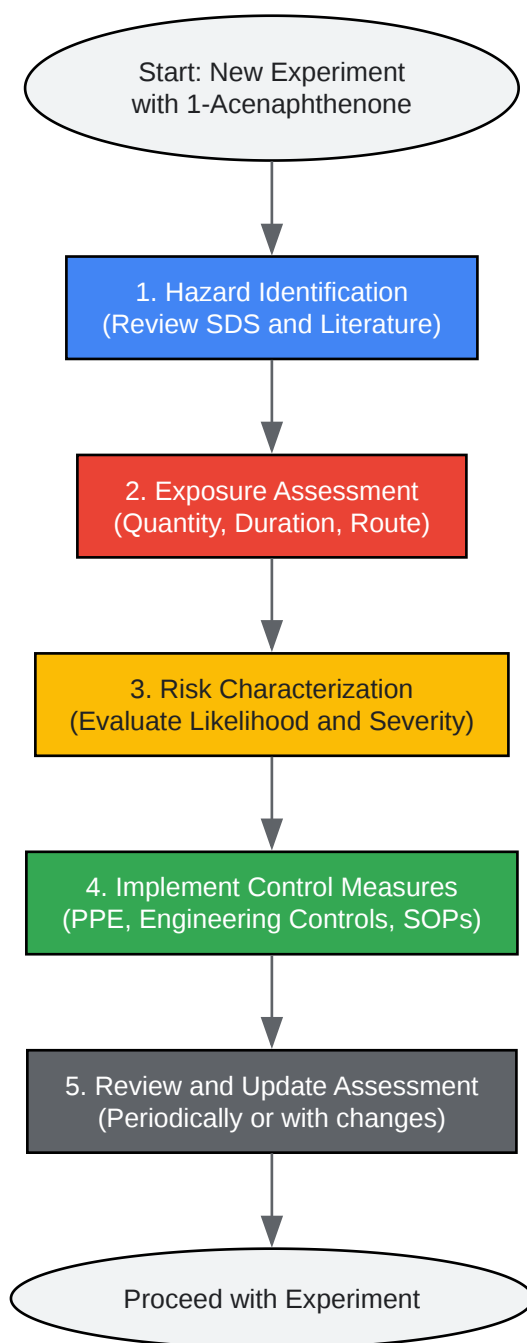 Start: New Experiment
with 1-Acenaphthenone
1. Hazard Identification
(Review SDS and Literature)
2. Exposure Assessment
(Quantity, Duration, Route)
3. Risk Characterization
(Evaluate Likelihood and Severity)
4. Implement Control Measures
(PPE, Engineering Controls, SOPs)
5. Review and Update Assessment
(Periodically or with changes)
Proceed with Experiment